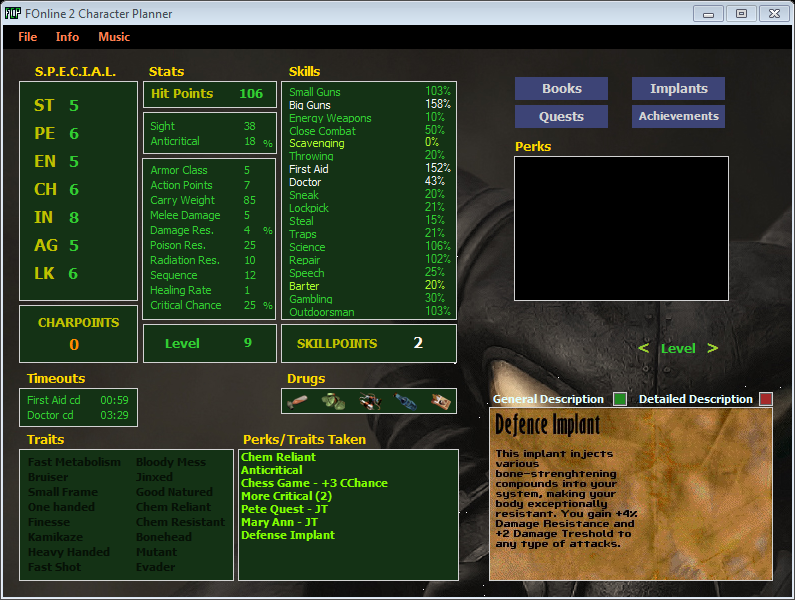 FOnline 2 Character Planner
File Info Music
S.P.E.C.I.A.L.
ST 5
PE 6
EN 5
CH 6
IN 8
AG 5
LK 6
CHARPOINTS
0
Stats
Hit Points 106
Sight 38
Anticritical 18 %
Armor Class 5
Action Points 7
Carry Weight 85
Melee Damage 5
Damage Res. 4 %
Poison Res. 25
Radiation Res. 10
Sequence 12
Healing Rate 1
Critical Chance 25 %
Level 9
Skills
Small Guns 103%
Big Guns 158%
Energy Weapons 10%
Close Combat 50%
Scavenging 0%
Throwing 20%
First Aid 152%
Doctor 43%
Sneak 20%
Lockpick 21%
Steal 15%
Traps 21%
Science 106%
Repair 102%
Speech 25%
Barter 20%
Gambling 30%
Outdoorsman 103%
SKILLPOINTS 2
Books Implants
Quests Achievements
Perks
< Level >
Timeouts
First Aid cd 00:59
Doctor cd 03:29
Drugs
Traits
Fast Metabolism Bloody Mess
Bruiser Jinxed
Small Frame Good Natured
One handed Chem Reliant
Finesse Chem Resistant
Kamikaze Bonehead
Heavy Handed Mutant
Fast Shot Evader
Perks/Traits Taken
Chem Reliant
Anticritical
Chess Game - +3 CChance
More Critical (2)
Pete Quest - JT
Mary Ann - JT
Defense Implant
General Description Detailed Description
Defence Implant
This implant injects
various
bone-strenghtening
compounds into your
system, making your
body exceptionally
resistant. You gain +4%
Damage Resistance and
+2 Damage Treshold to
any type of attacks.